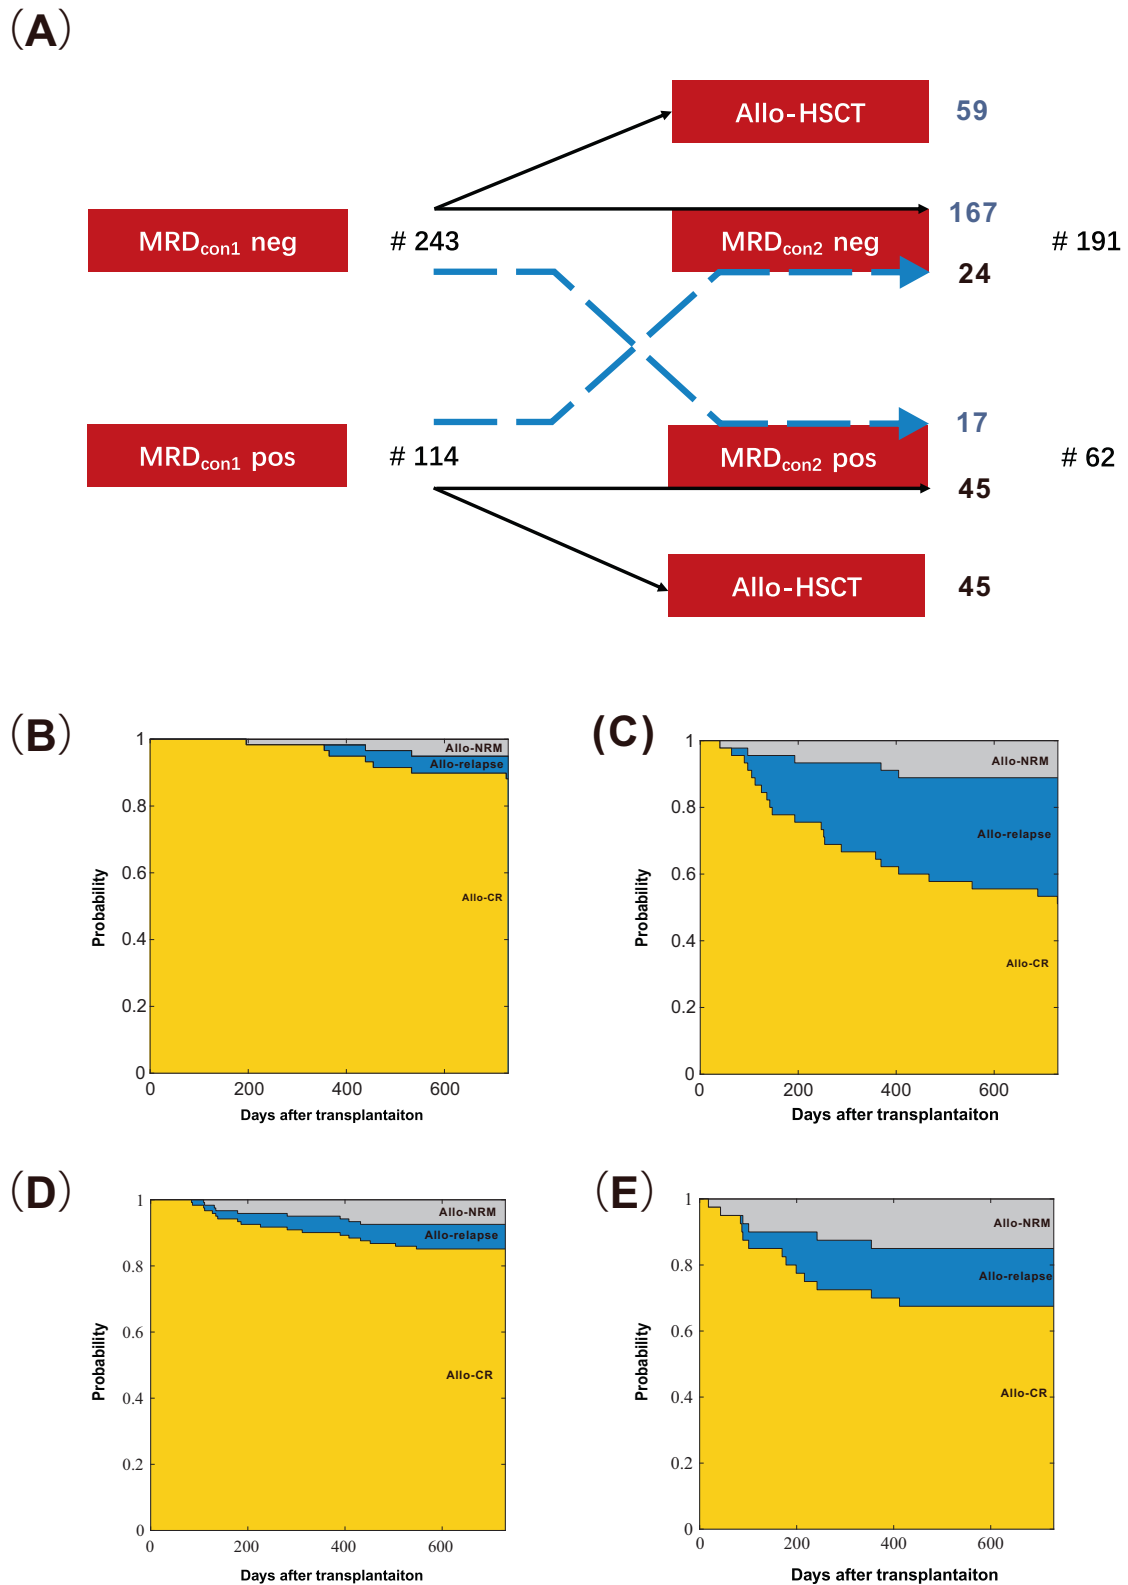 (A)
Allo-HSCT 59
167
MRDcon1 neg # 243 MRDcon2 neg # 191
24
17
MRDcon1 pos # 114 MRDcon2 pos # 62
45
Allo-HSCT 45
(B)
1
0.8
0.6
0.4
0.2
0
0 200 400 600
Probability
Days after transplantaiton
Allo-NRM
Allo-relapse
Allo-CR
(C)
1
0.8
0.6
0.4
0.2
0
0 200 400 600
Probability
Days after transplantaiton
Allo-NRM
Allo-relapse
Allo-CR
(D)
1
0.8
0.6
0.4
0.2
0
0 200 400 600
Probability
Days after transplantaiton
Allo-NRM
Allo-relapse
Allo-CR
(E)
1
0.8
0.6
0.4
0.2
0
0 200 400 600
Probability
Days after transplantaiton
Allo-NRM
Allo-relapse
Allo-CR